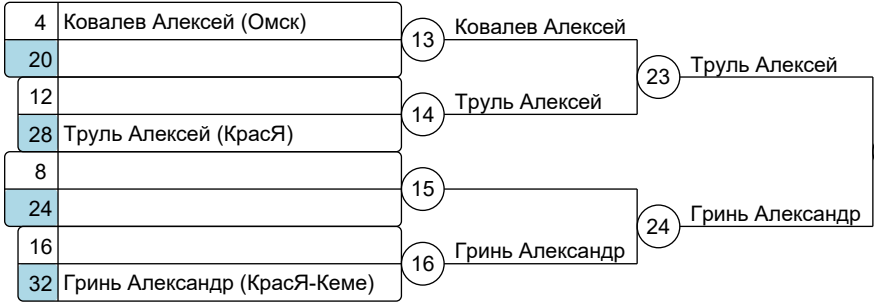 4 Ковалев Алексей (Омск)
20
13 Ковалев Алексей
12
28 Труль Алексей (КрасЯ)
14 Труль Алексей
23 Труль Алексей
8
24
15
16
32 Гринь Александр (КрасЯ-Кеме)
16 Гринь Александр
24 Гринь Александр